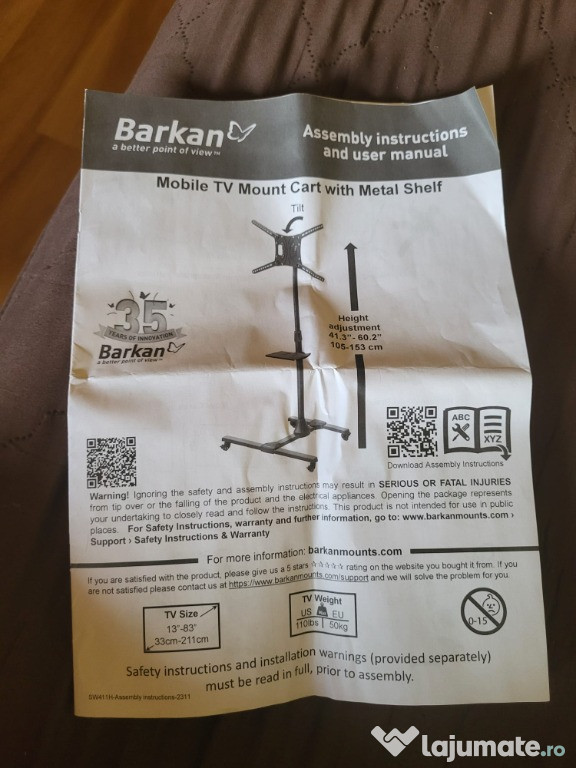 Barkan
a better point of view™
Assembly instructions
and user manual
Mobile TV Mount Cart with Metal Shelf
Tilt
35
YEARS OF INNOVATION
Barkan
a better point of view™
Height
adjustment
41.3"- 60.2"
105-153 cm
ABC
XYZ
Download Assembly Instructions
Warning! Ignoring the safety and assembly instructions may result in SERIOUS OR FATAL INJURIES
from tip over or the falling of the product and the electrical appliances. Opening the package represents
your undertaking to closely read and follow the instructions. This product is not intended for use in public
places. For Safety Instructions, warranty and further information, go to: www.barkanmounts.com ›
Support › Safety Instructions & Warranty
For more information: barkanmounts.com
If you are satisfied with the product, please give us a 5 stars ☆☆☆☆☆ rating on the website you bought it from. If you
are not satisfied please contact us at https://www.barkanmounts.com/support and we will solve the problem for you.
TV Size
13"-83"
33cm-211cm
TV Weight
US EU
110lbs 50kg
0-15
Safety instructions and installation warnings (provided separately)
must be read in full, prior to assembly.
SW411H-Assembly instructions-2311
lajumate.ro